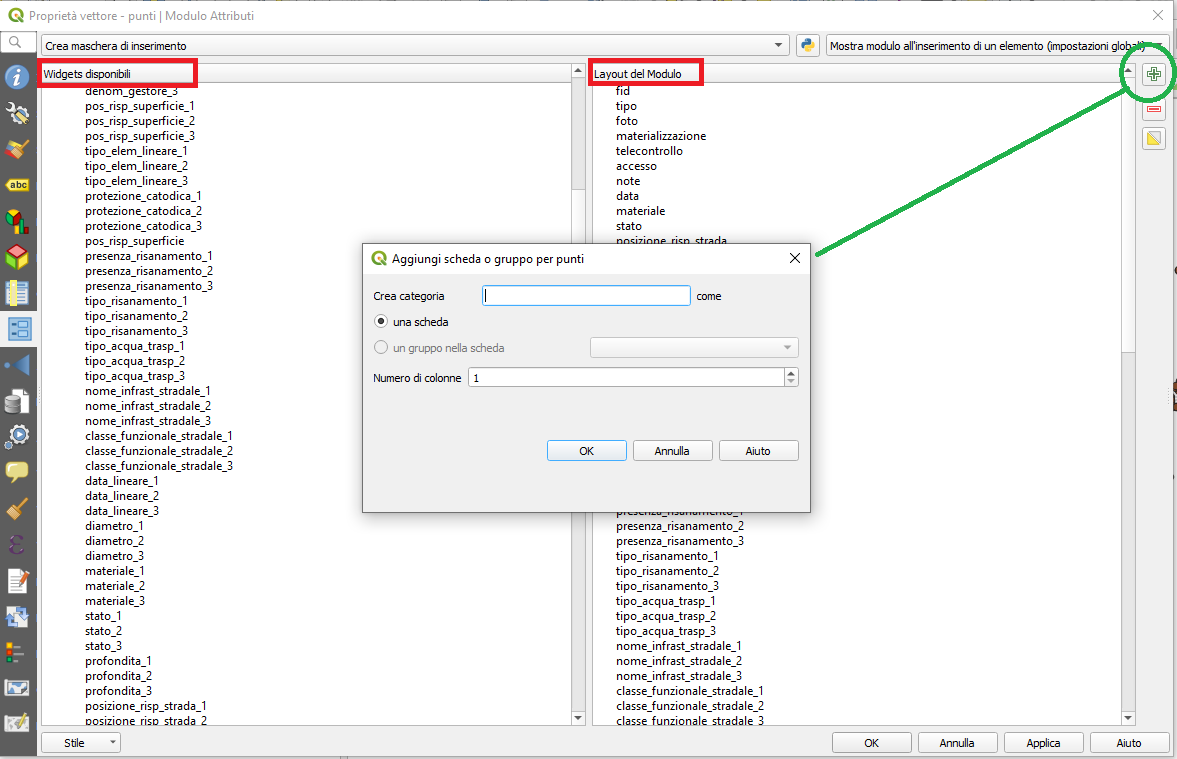 Proprietà vettore - punti | Modulo Attributi
Crea maschera di inserimento
Mostra modulo all'inserimento di un elemento (impostazioni globali)
Widgets disponibili
denom_gestore_3
pos_risp_superficie_1
pos_risp_superficie_2
pos_risp_superficie_3
tipo_elem_lineare_1
tipo_elem_lineare_2
tipo_elem_lineare_3
protezione_catodica_1
protezione_catodica_2
protezione_catodica_3
pos_risp_superficie
presenza_risanamento_1
presenza_risanamento_2
presenza_risanamento_3
tipo_risanamento_1
tipo_risanamento_2
tipo_risanamento_3
tipo_acqua_trasp_1
tipo_acqua_trasp_2
tipo_acqua_trasp_3
nome_infrast_stradale_1
nome_infrast_stradale_2
nome_infrast_stradale_3
classe_funzionale_stradale_1
classe_funzionale_stradale_2
classe_funzionale_stradale_3
data_lineare_1
data_lineare_2
data_lineare_3
diametro_1
diametro_2
diametro_3
materiale_1
materiale_2
materiale_3
stato_1
stato_2
stato_3
profondita_1
profondita_2
profondita_3
posizione_risp_strada_1
posizione_risp_strada_2
Layout del Modulo
fid
tipo
foto
materializzazione
telecontrollo
accesso
note
data
materiale
stato
posizione_risp_strada
presenza_risanamento_1
presenza_risanamento_2
presenza_risanamento_3
tipo_risanamento_1
tipo_risanamento_2
tipo_risanamento_3
tipo_acqua_trasp_1
tipo_acqua_trasp_2
tipo_acqua_trasp_3
nome_infrast_stradale_1
nome_infrast_stradale_2
nome_infrast_stradale_3
classe_funzionale_stradale_1
classe_funzionale_stradale_2
classe_funzionale_stradale_3
Aggiungi scheda o gruppo per punti
Crea categoria come
una scheda
un gruppo nella scheda
Numero di colonne 1
OK Annulla Aiuto
abc
Stile OK Annulla Applica Aiuto